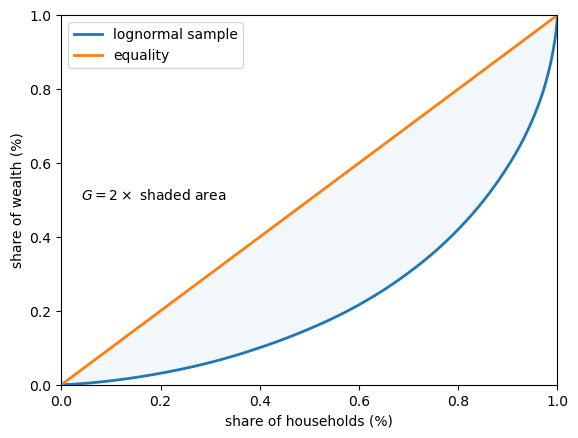 lognormal sample
equality
G = 2 × shaded area
share of wealth (%)
1.0
0.8
0.6
0.4
0.2
0.0
0.0 0.2 0.4 0.6 0.8 1.0
share of households (%)